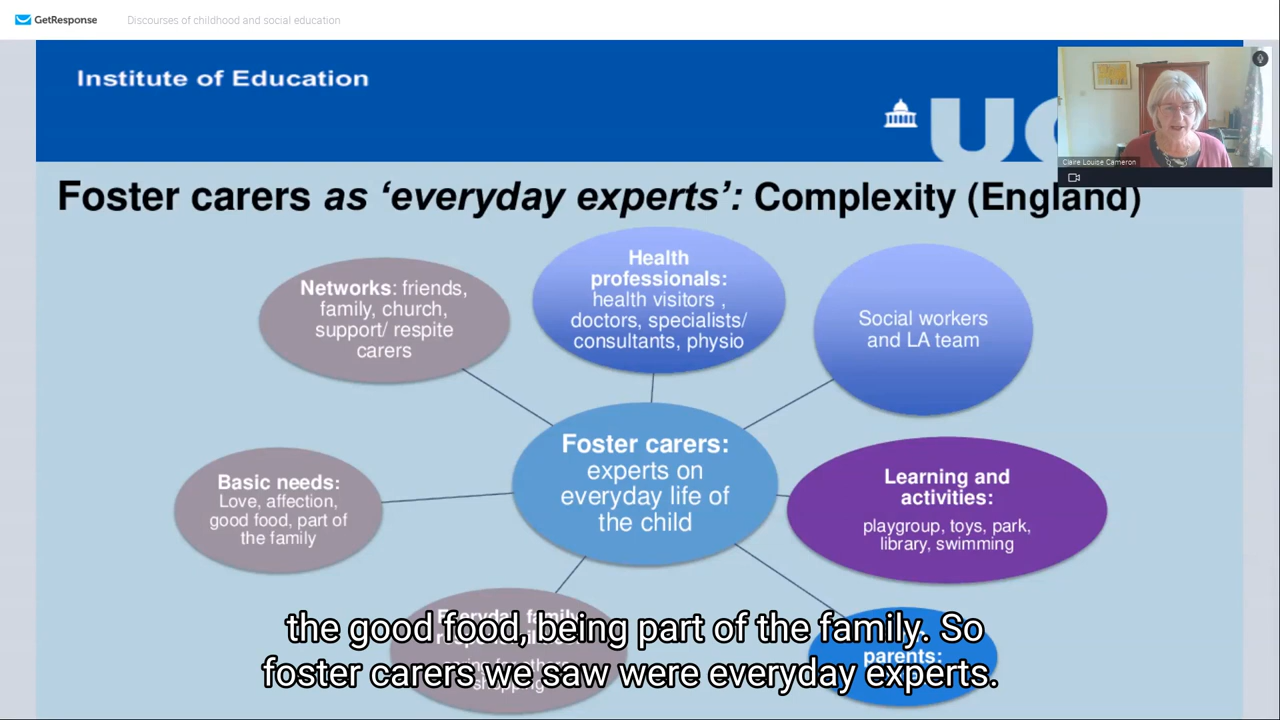 GetResponse
Discourses of childhood and social education
Institute of Education
Claire Louise Cameron
Foster carers as ‘everyday experts’: Complexity (England)
Networks: friends,
family, church,
support/ respite
carers
Health
professionals:
health visitors ,
doctors, specialists/
consultants, physio
Social workers
and LA team
Foster carers:
experts on
everyday life of
the child
Basic needs:
Love, affection,
good food, part of
the family
Learning and
activities:
playgroup, toys, park,
library, swimming
Everyday family
parents:
the good food, being part of the family. So
foster carers we saw were everyday experts.